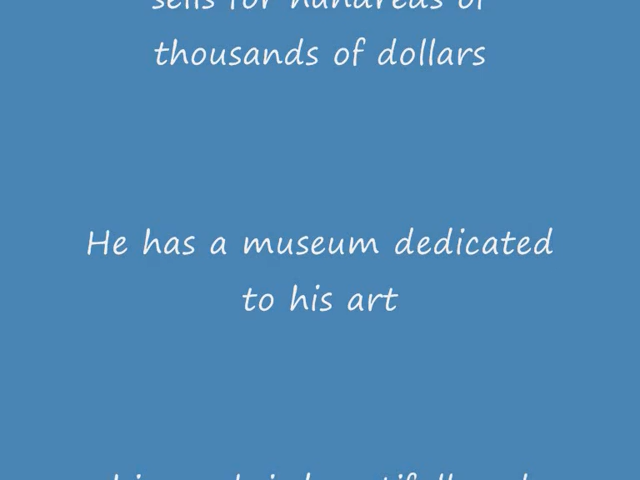 sells for hundreds of
thousands of dollars
He has a museum dedicated
to his art